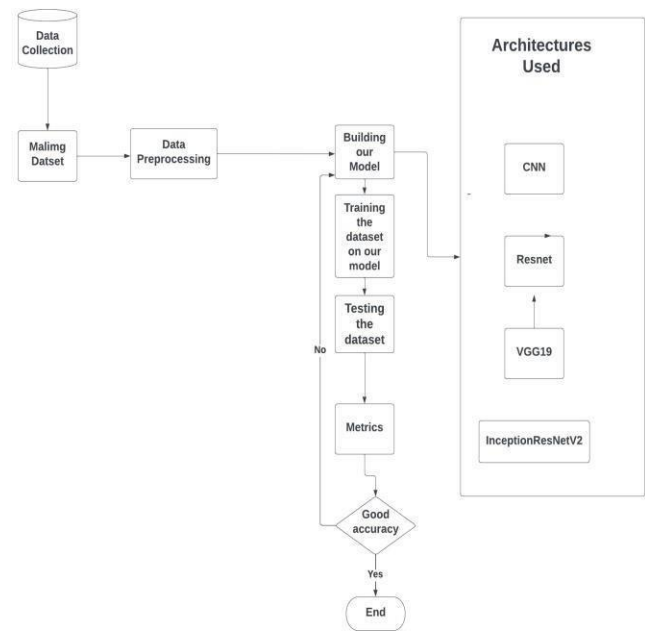 Data
Collection
Malimg
Datset
Data
Preprocessing
Building
our
Model
Training
the
dataset
on our
model
Testing
the
dataset
No
Metrics
Good
accuracy
Yes
End
Architectures
Used
CNN
Resnet
VGG19
InceptionResNetV2